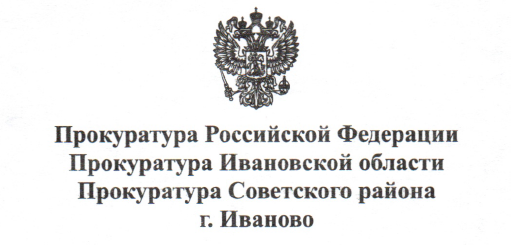 Прокуратура Российской Федерации
Прокуратура Ивановской области
Прокуратура Советского района
г. Иваново